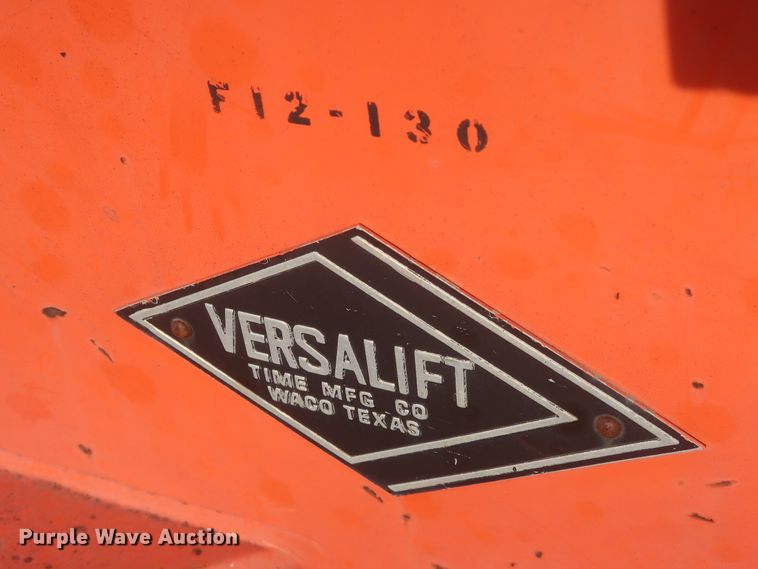 F12-130
VERSALIFT
TIME MFG CO
WACO TEXAS
Purple Wave Auction